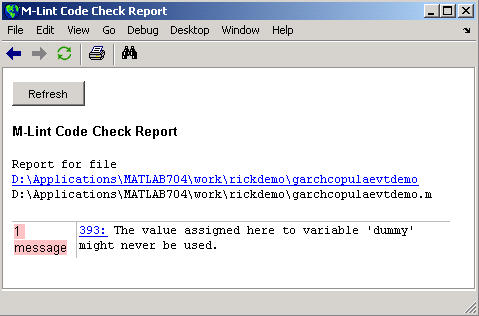 M-Lint Code Check Report
File Edit View Go Debug Desktop Window Help
Refresh
M-Lint Code Check Report
Report for file
D:\Applications\MATLAB704\work\rickdemo\garchcopulaevtdemo
D:\Applications\MATLAB704\work\rickdemo\garchcopulaevtdemo.m
1 message
393: The value assigned here to variable 'dummy'
might never be used.